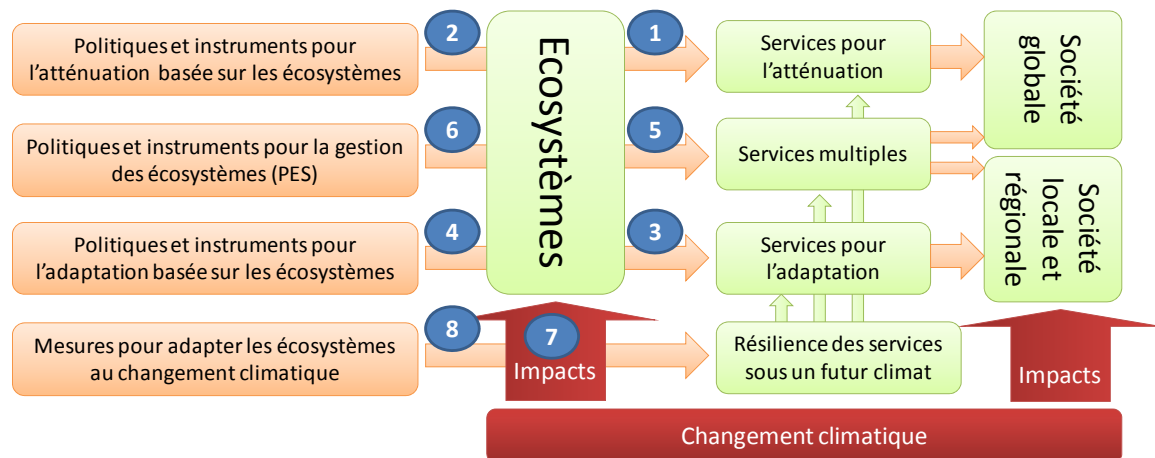 2
1
Politiques et instruments pour
l'atténuation basée sur les écosystèmes
Ecosystèmes
Services pour
l'atténuation
Société
globale
6
5
Politiques et instruments pour la gestion
des écosystèmes (PES)
Services multiples
4
3
Politiques et instruments pour
l'adaptation basée sur les écosystèmes
Services pour
l'adaptation
Société
locale et
régionale
8
7
Mesures pour adapter les écosystèmes
au changement climatique
Impacts
Résilience des services
sous un futur climat
Impacts
Changement climatique